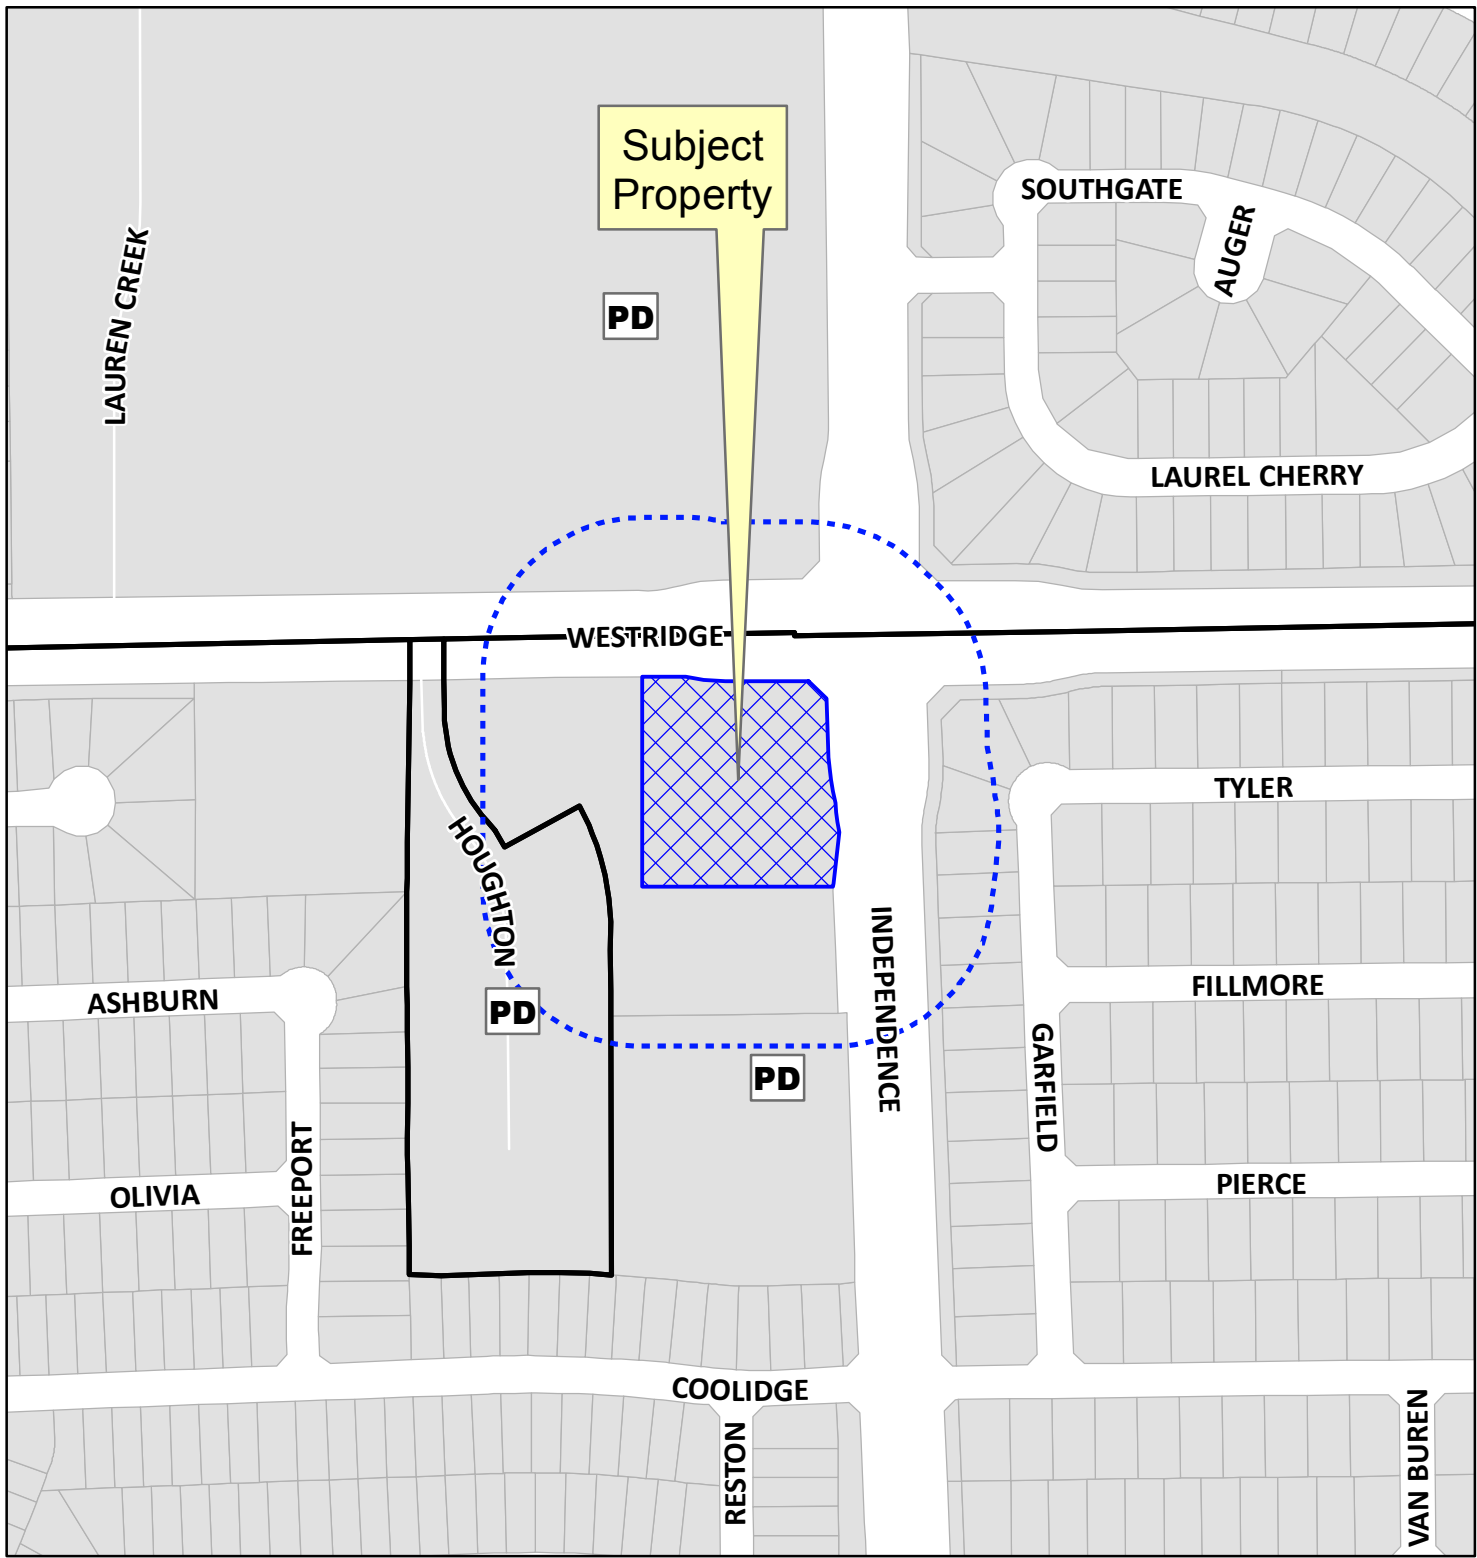 Subject
Property
SOUTHGATE
AUGER
LAUREN CREEK
PD
LAUREL CHERRY
WESTRIDGE
TYLER
HOUGHTON
INDEPENDENCE
FILLMORE
ASHBURN
PD
GARFIELD
PD
FREEPORT
PIERCE
OLIVIA
COOLIDGE
RESTON
VAN BUREN